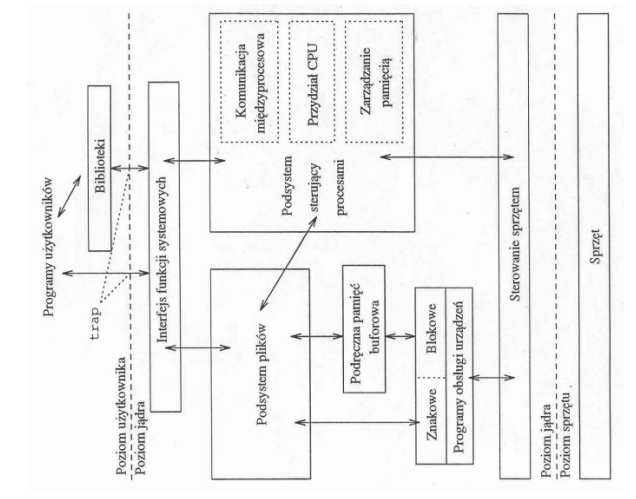 Programy użytkowników
trap
Biblioteki
Poziom użytkownika
Poziom jądra
Interfejs funkcji systemowych
Podsystem plików
Podsystem
sterujący
procesami
Komunikacja
międzyprocesowa
Przydział CPU
Zarządzanie
pamięcią
Podręczna pamięć
buforowa
Znakowe
Blokowe
Programy obsługi urządzeń
Sterowanie sprzętem
Poziom jądra
Poziom sprzętu
Sprzęt